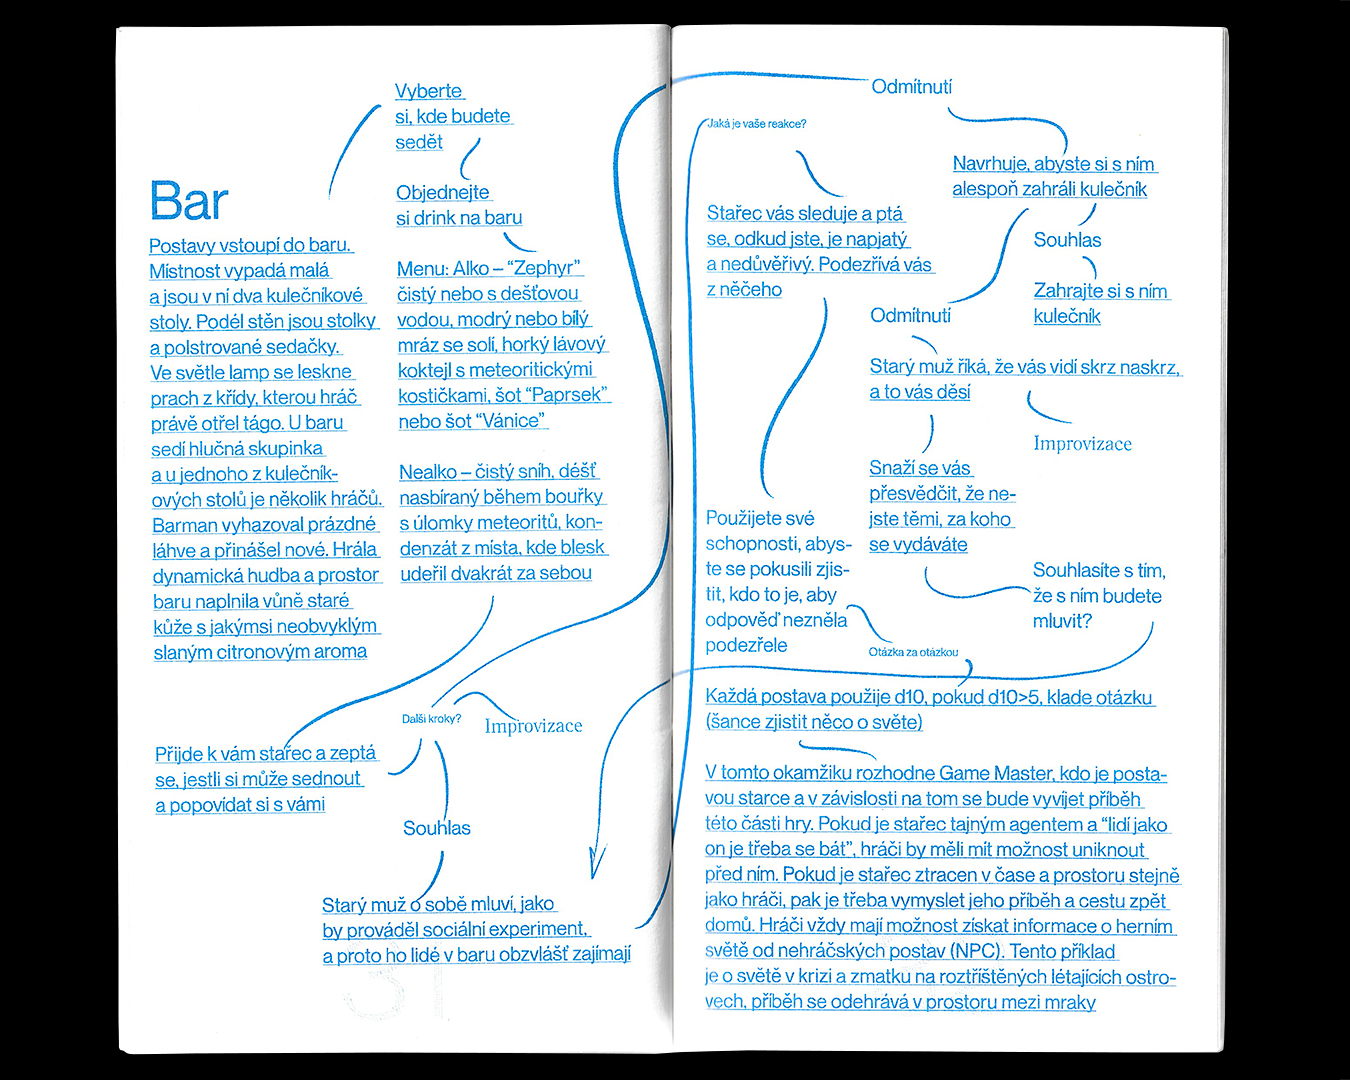 Bar
Postavy vstoupí do baru.
Místnost vypadá malá
a jsou v ní dva kulečníkové
stoly. Podél stěn jsou stolky
a polstrované sedačky.
Ve světle lamp se leskne
prach z křídy, kterou hráč
právě otřel tágo. U baru
sedí hlučná skupinka
a u jednoho z kulečník-
ových stolů je několik hráčů.
Barman vyhazoval prázdné
láhve a přinášel nové. Hrála
dynamická hudba a prostor
baru naplnila vůně staré
kůže s jakýmsi neobvyklým
slaným citronovým aroma
Vyberte
si, kde budete
sedět
Objednejte
si drink na baru
Menu: Alko – “Zephyr”
čistý nebo s dešťovou
vodou, modrý nebo bílý
mráz se solí, horký lávový
koktejl s meteoritickými
kostičkami, šot “Paprsek”
nebo šot “Vánice”
Nealko – čistý sníh, déšť
nasbíraný během bouřky
s úlomky meteoritů, kon-
denzát z místa, kde blesk
udeřil dvakrát za sebou
Přijde k vám stařec a zeptá
se, jestli si může sednout
a popovídat si s vámi
Další kroky?
Improvizace
Souhlas
Starý muž o sobě mluví, jako
by prováděl sociální experiment,
a proto ho lidé v baru obzvlášť zajímají
Odmítnutí
Navrhuje, abyste si s ním
alespoň zahráli kulečník
Souhlas
Zahrajte si s ním
kulečník
Odmítnutí
Starý muž říká, že vás vidí skrz naskrz,
a to vás děsí
Improvizace
Snaží se vás
přesvědčit, že ne-
jste těmi, za koho
se vydáváte
Souhlasíte s tím,
že s ním budete
mluvit?
Jaká je vaše reakce?
Stařec vás sleduje a ptá
se, odkud jste, je napjatý
a nedůvěřivý. Podezřívá vás
z něčeho
Použijete své
schopnosti, abys-
te se pokusili zjis-
tit, kdo to je, aby
odpověď nezněla
podezřele
Otázka za otázkou
Každá postava použije d10, pokud d10>5, klade otázku
(šance zjistit něco o světe)
V tomto okamžiku rozhodne Game Master, kdo je posta-
vou starce a v závislosti na tom se bude vyvíjet příběh
této části hry. Pokud je stařec tajným agentem a “lidí jako
on je třeba se bát”, hráči by měli mít možnost uniknout
před ním. Pokud je stařec ztracen v čase a prostoru stejně
jako hráči, pak je třeba vymyslet jeho příběh a cestu zpět
domů. Hráči vždy mají možnost získat informace o herním
světě od nehráčských postav (NPC). Tento příklad
je o světě v krizi a zmatku na roztříštěných létajících ostro-
vech, příběh se odehrává v prostoru mezi mraky